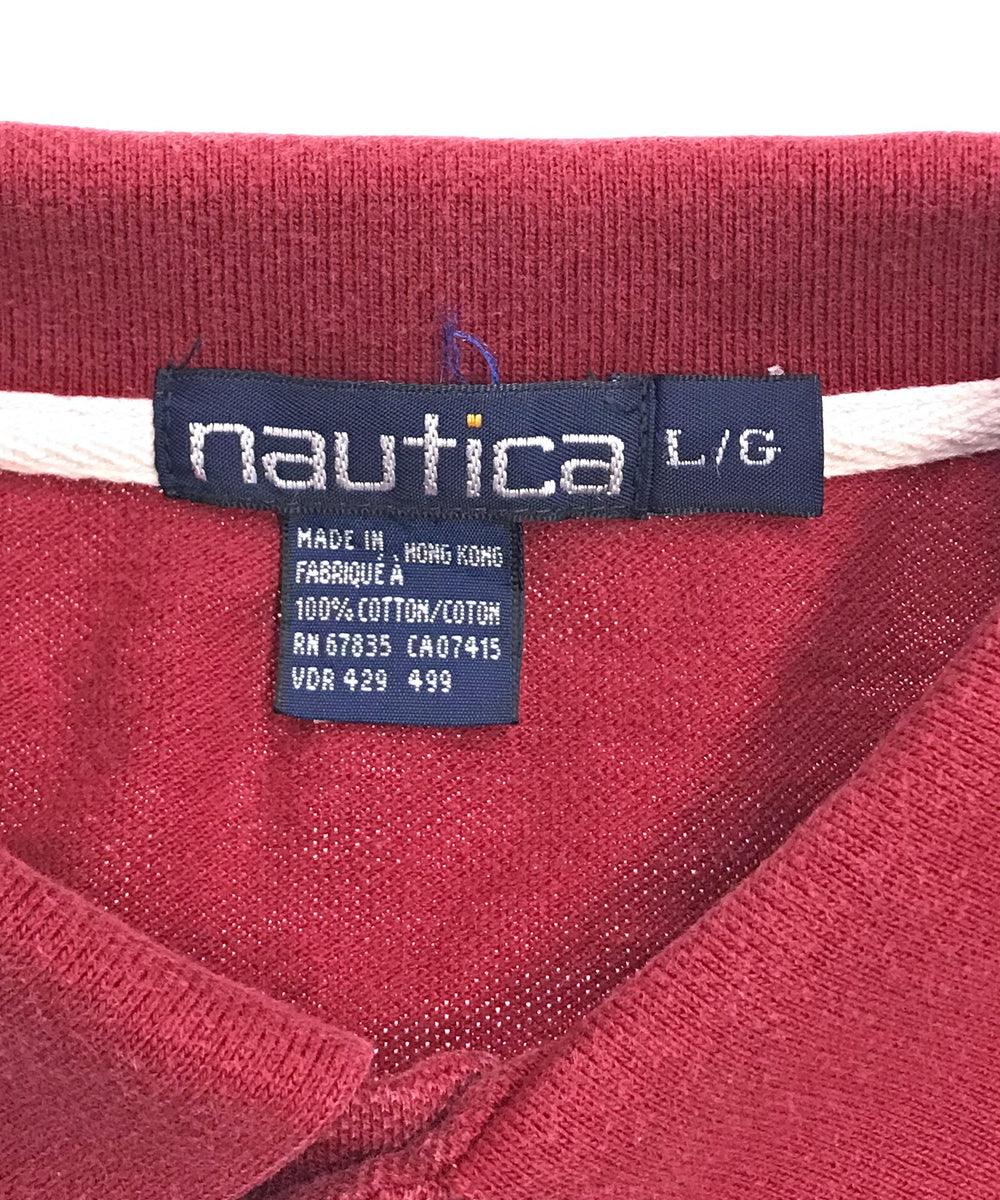 nautica
L/G
MADE IN HONG KONG
FABRIQUÉ À
100% COTTON/COTON
RN 67835 CA07415
VDR 429 499